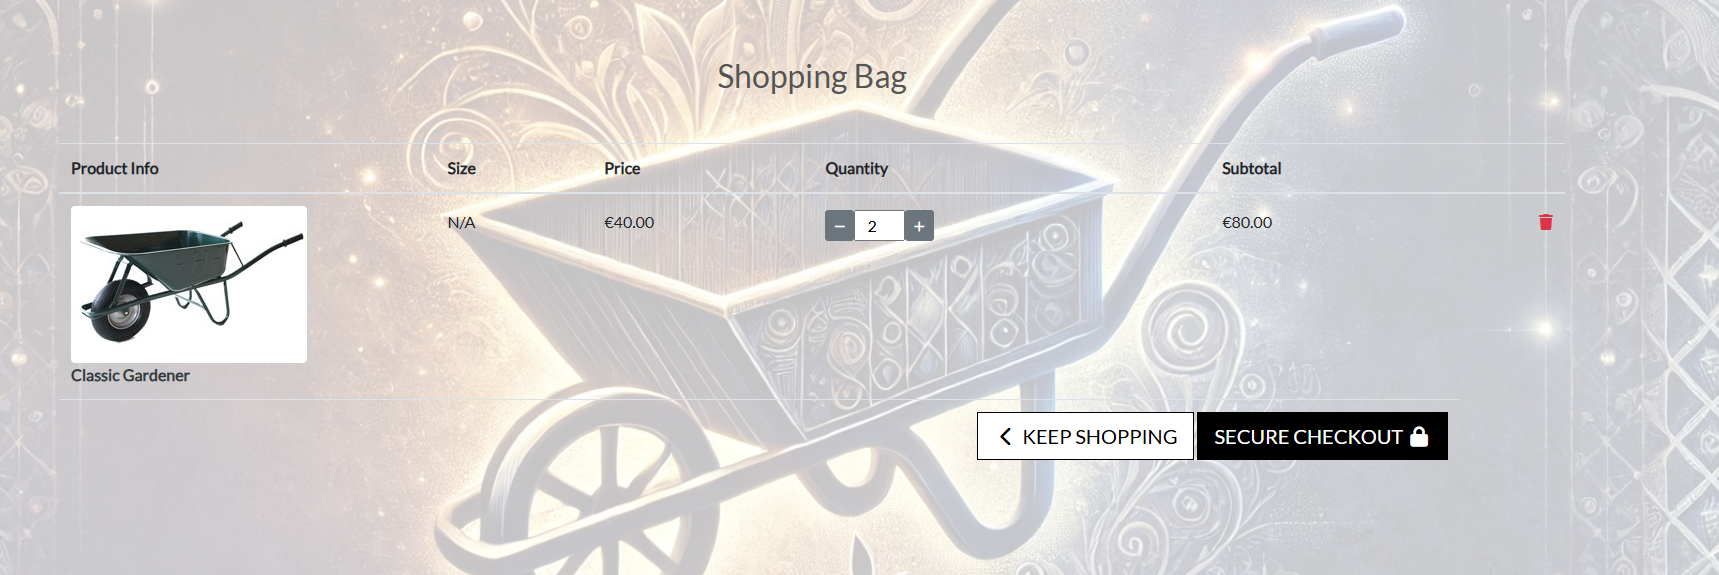 Shopping Bag
Product Info Size Price Quantity Subtotal
N/A €40.00 − 2 + €80.00
Classic Gardener
KEEP SHOPPING SECURE CHECKOUT